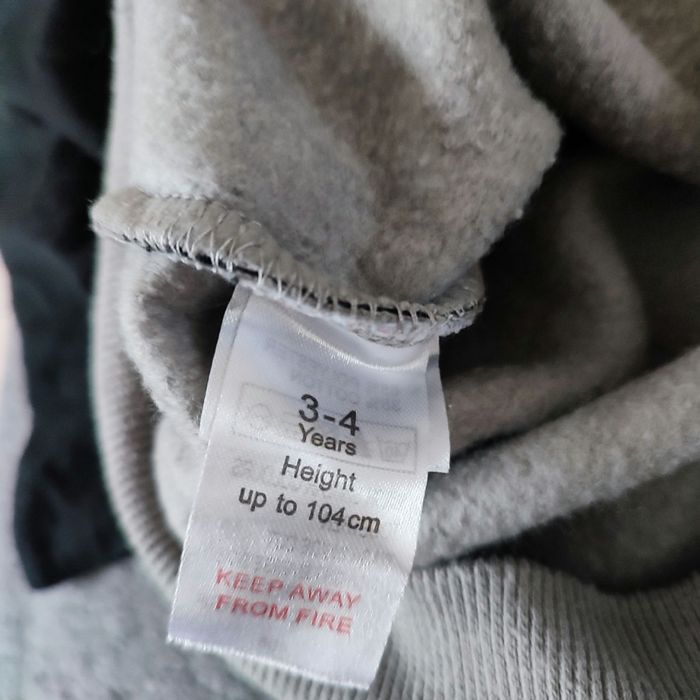 3-4
Years
Height
up to 104cm
KEEP AWAY
FROM FIRE